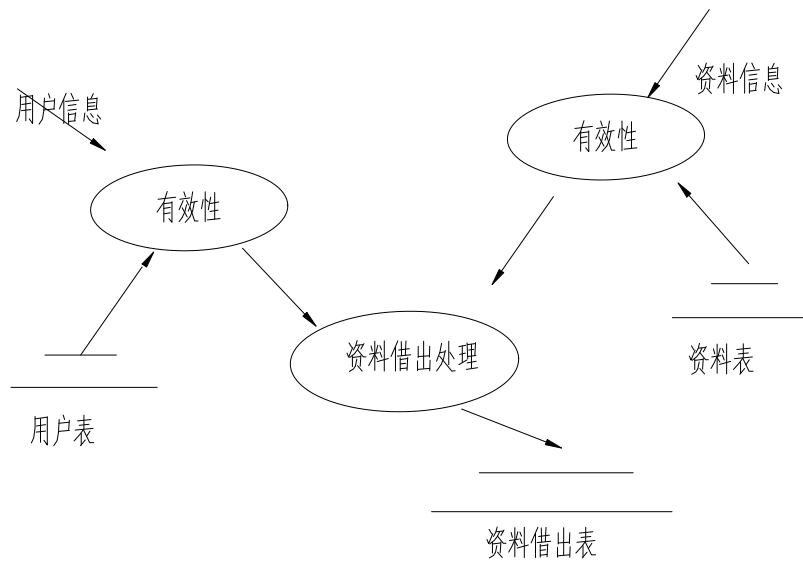 资料信息
用户信息
有效性
有效性
资料借出处理
资料表
用户表
资料借出表